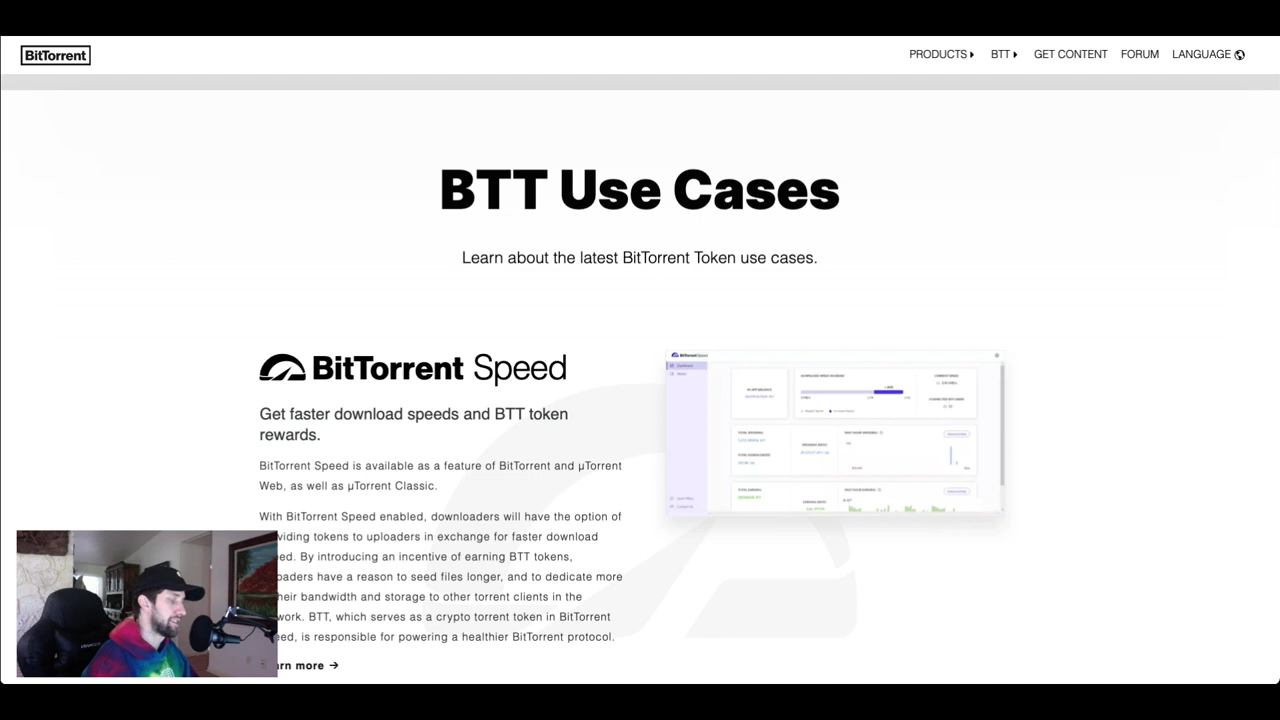 BitTorrent
PRODUCTS BTT GET CONTENT FORUM LANGUAGE
BTT Use Cases
Learn about the latest BitTorrent Token use cases.
BitTorrent Speed
Get faster download speeds and BTT token
rewards.
BitTorrent Speed is available as a feature of BitTorrent and µTorrent
Web, as well as µTorrent Classic.
With BitTorrent Speed enabled, downloaders will have the option of
viding tokens to uploaders in exchange for faster download
ed. By introducing an incentive of earning BTT tokens,
oaders have a reason to seed files longer, and to dedicate more
heir bandwidth and storage to other torrent clients in the
work. BTT, which serves as a crypto torrent token in BitTorrent
eed, is responsible for powering a healthier BitTorrent protocol.
rn more →
BitTorrent Speed
Dashboard